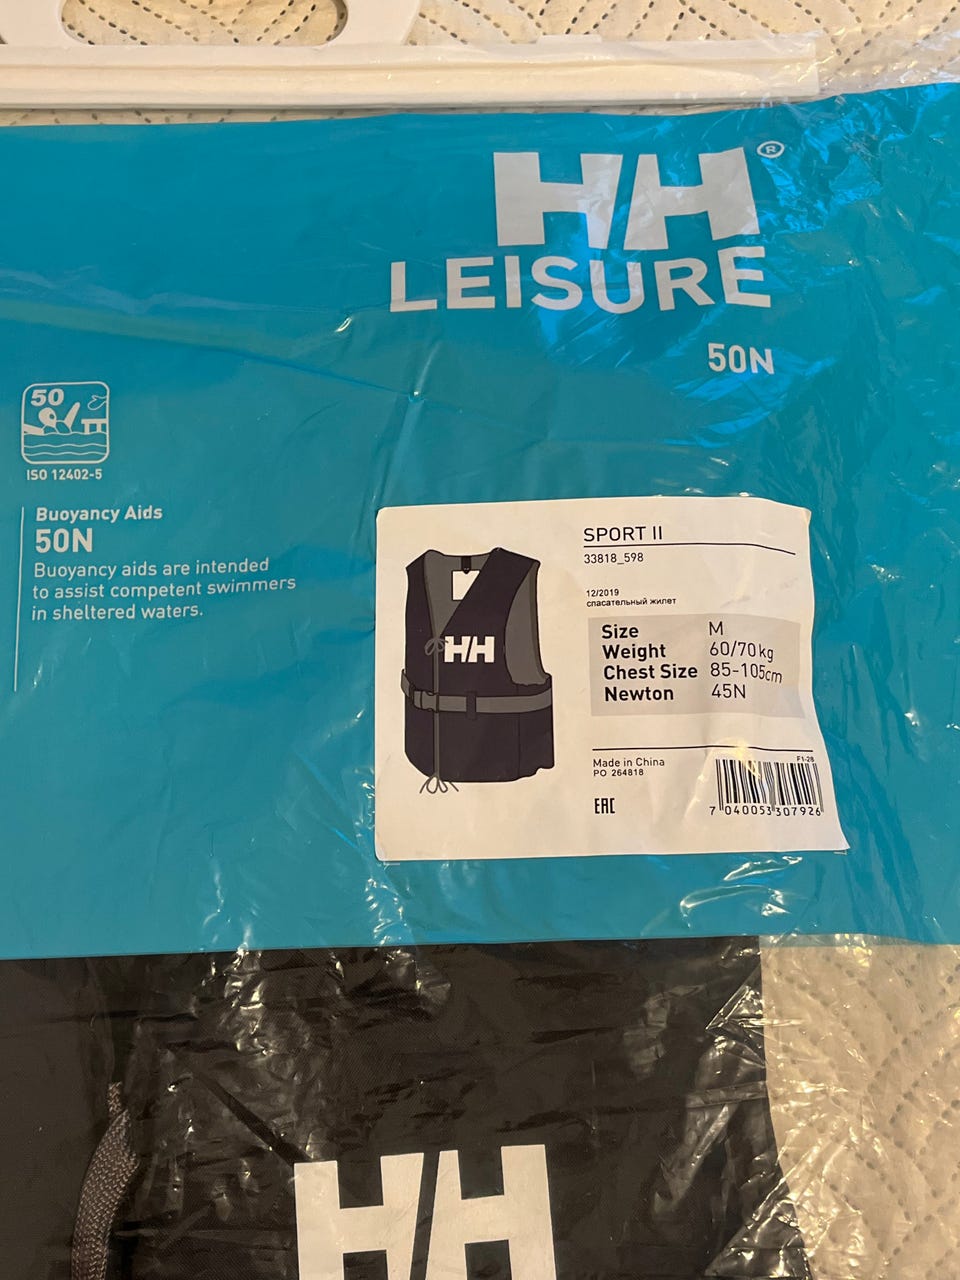 HH®
LEISURE
50N
50
ISO 12402-5
Buoyancy Aids
50N
Buoyancy aids are intended
to assist competent swimmers
in sheltered waters.
SPORT II
33818_598
12/2019
спасательный жилет
Size M
Weight 60/70kg
Chest Size 85-105cm
Newton 45N
HH
Made in China
PO 264818
F1-28
EAC
7 040053 307926
HH